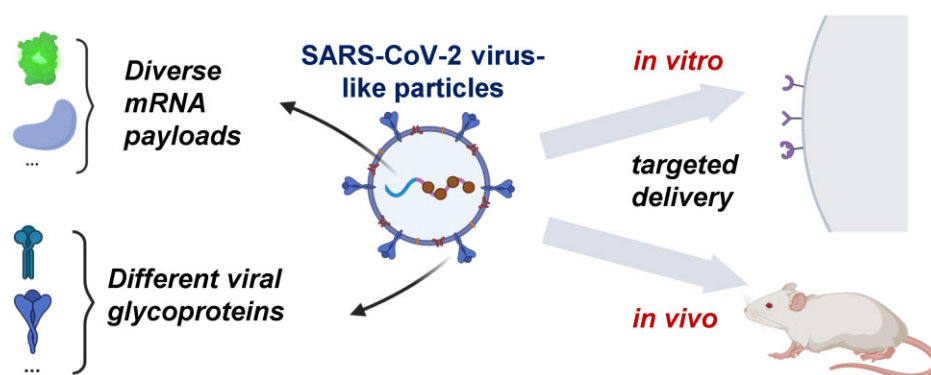 Diverse
mRNA
payloads
...
Different viral
glycoproteins
...
SARS-CoV-2 virus-
like particles
in vitro
targeted
delivery
in vivo